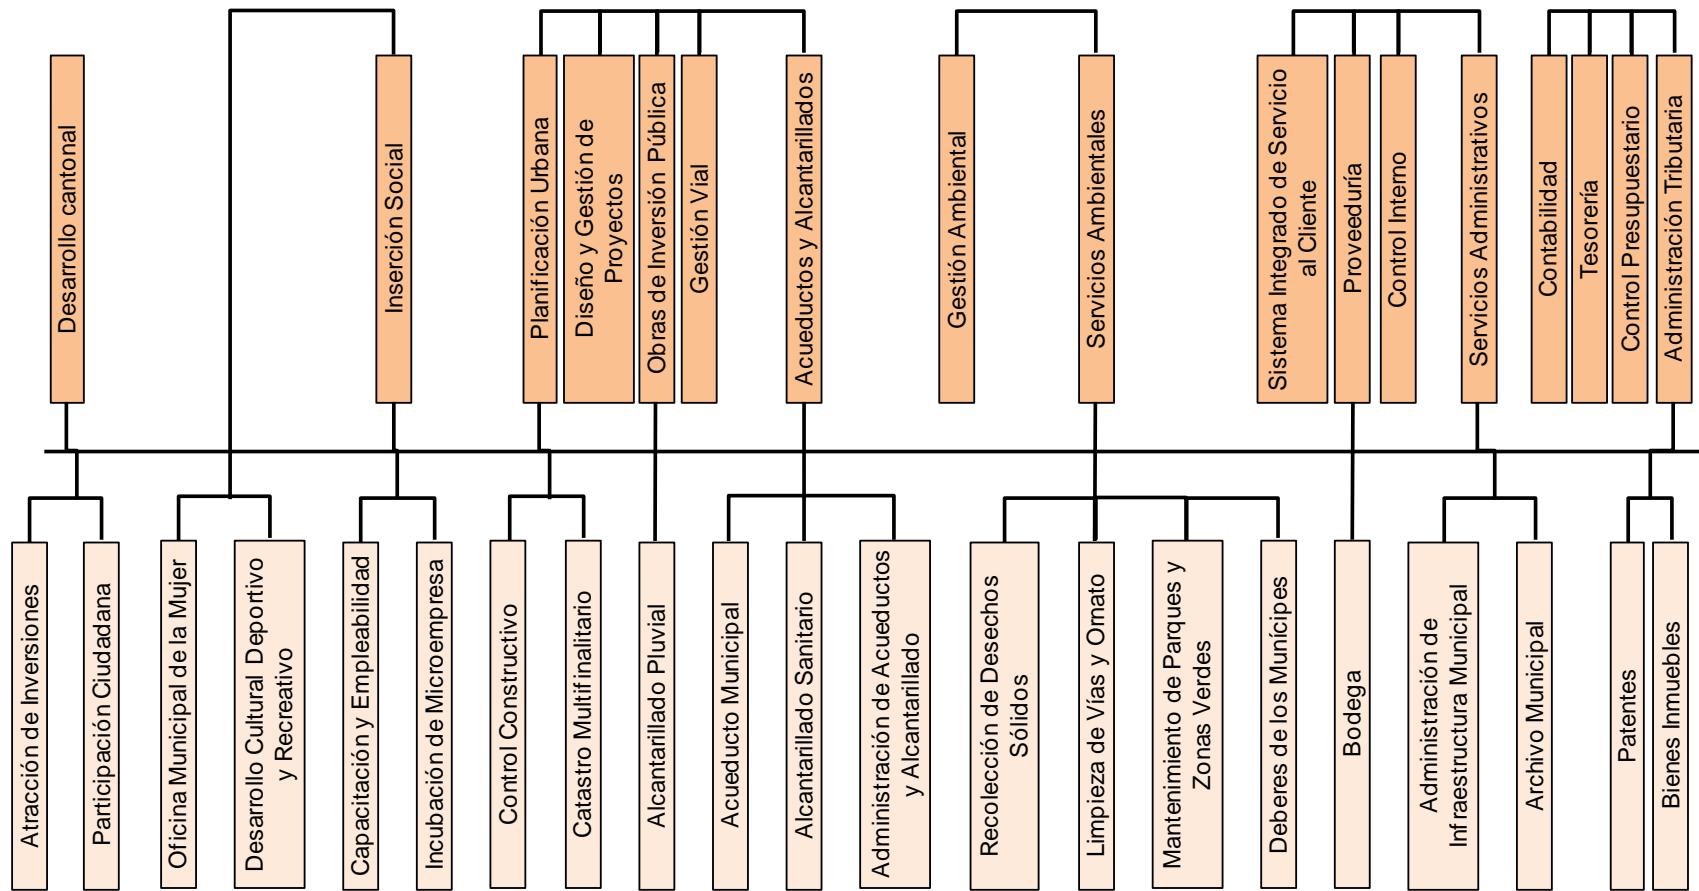 Desarrollo cantonal
Inserción Social
Planificación Urbana
Diseño y Gestión de
Proyectos
Obras de Inversión Pública
Gestión Vial
Acueductos y Alcantarillados
Gestión Ambiental
Servicios Ambientales
Sistema Integrado de Servicio
al Cliente
Proveeduría
Control Interno
Servicios Administrativos
Contabilidad
Tesorería
Control Presupuestario
Administración Tributaria
Atracción de Inversiones
Participación Ciudadana
Oficina Municipal de la Mujer
Desarrollo Cultural Deportivo
y Recreativo
Capacitación y Empleabilidad
Incubación de Microempresa
Control Constructivo
Catastro Multifinalitario
Alcantarillado Pluvial
Acueducto Municipal
Alcantarillado Sanitario
Administración de Acueductos
y Alcantarillado
Recolección de Desechos
Sólidos
Limpieza de Vías y Ornato
Mantenimiento de Parques y
Zonas Verdes
Deberes de los Munícipes
Bodega
Administración de
Infraestructura Municipal
Archivo Municipal
Patentes
Bienes Inmuebles